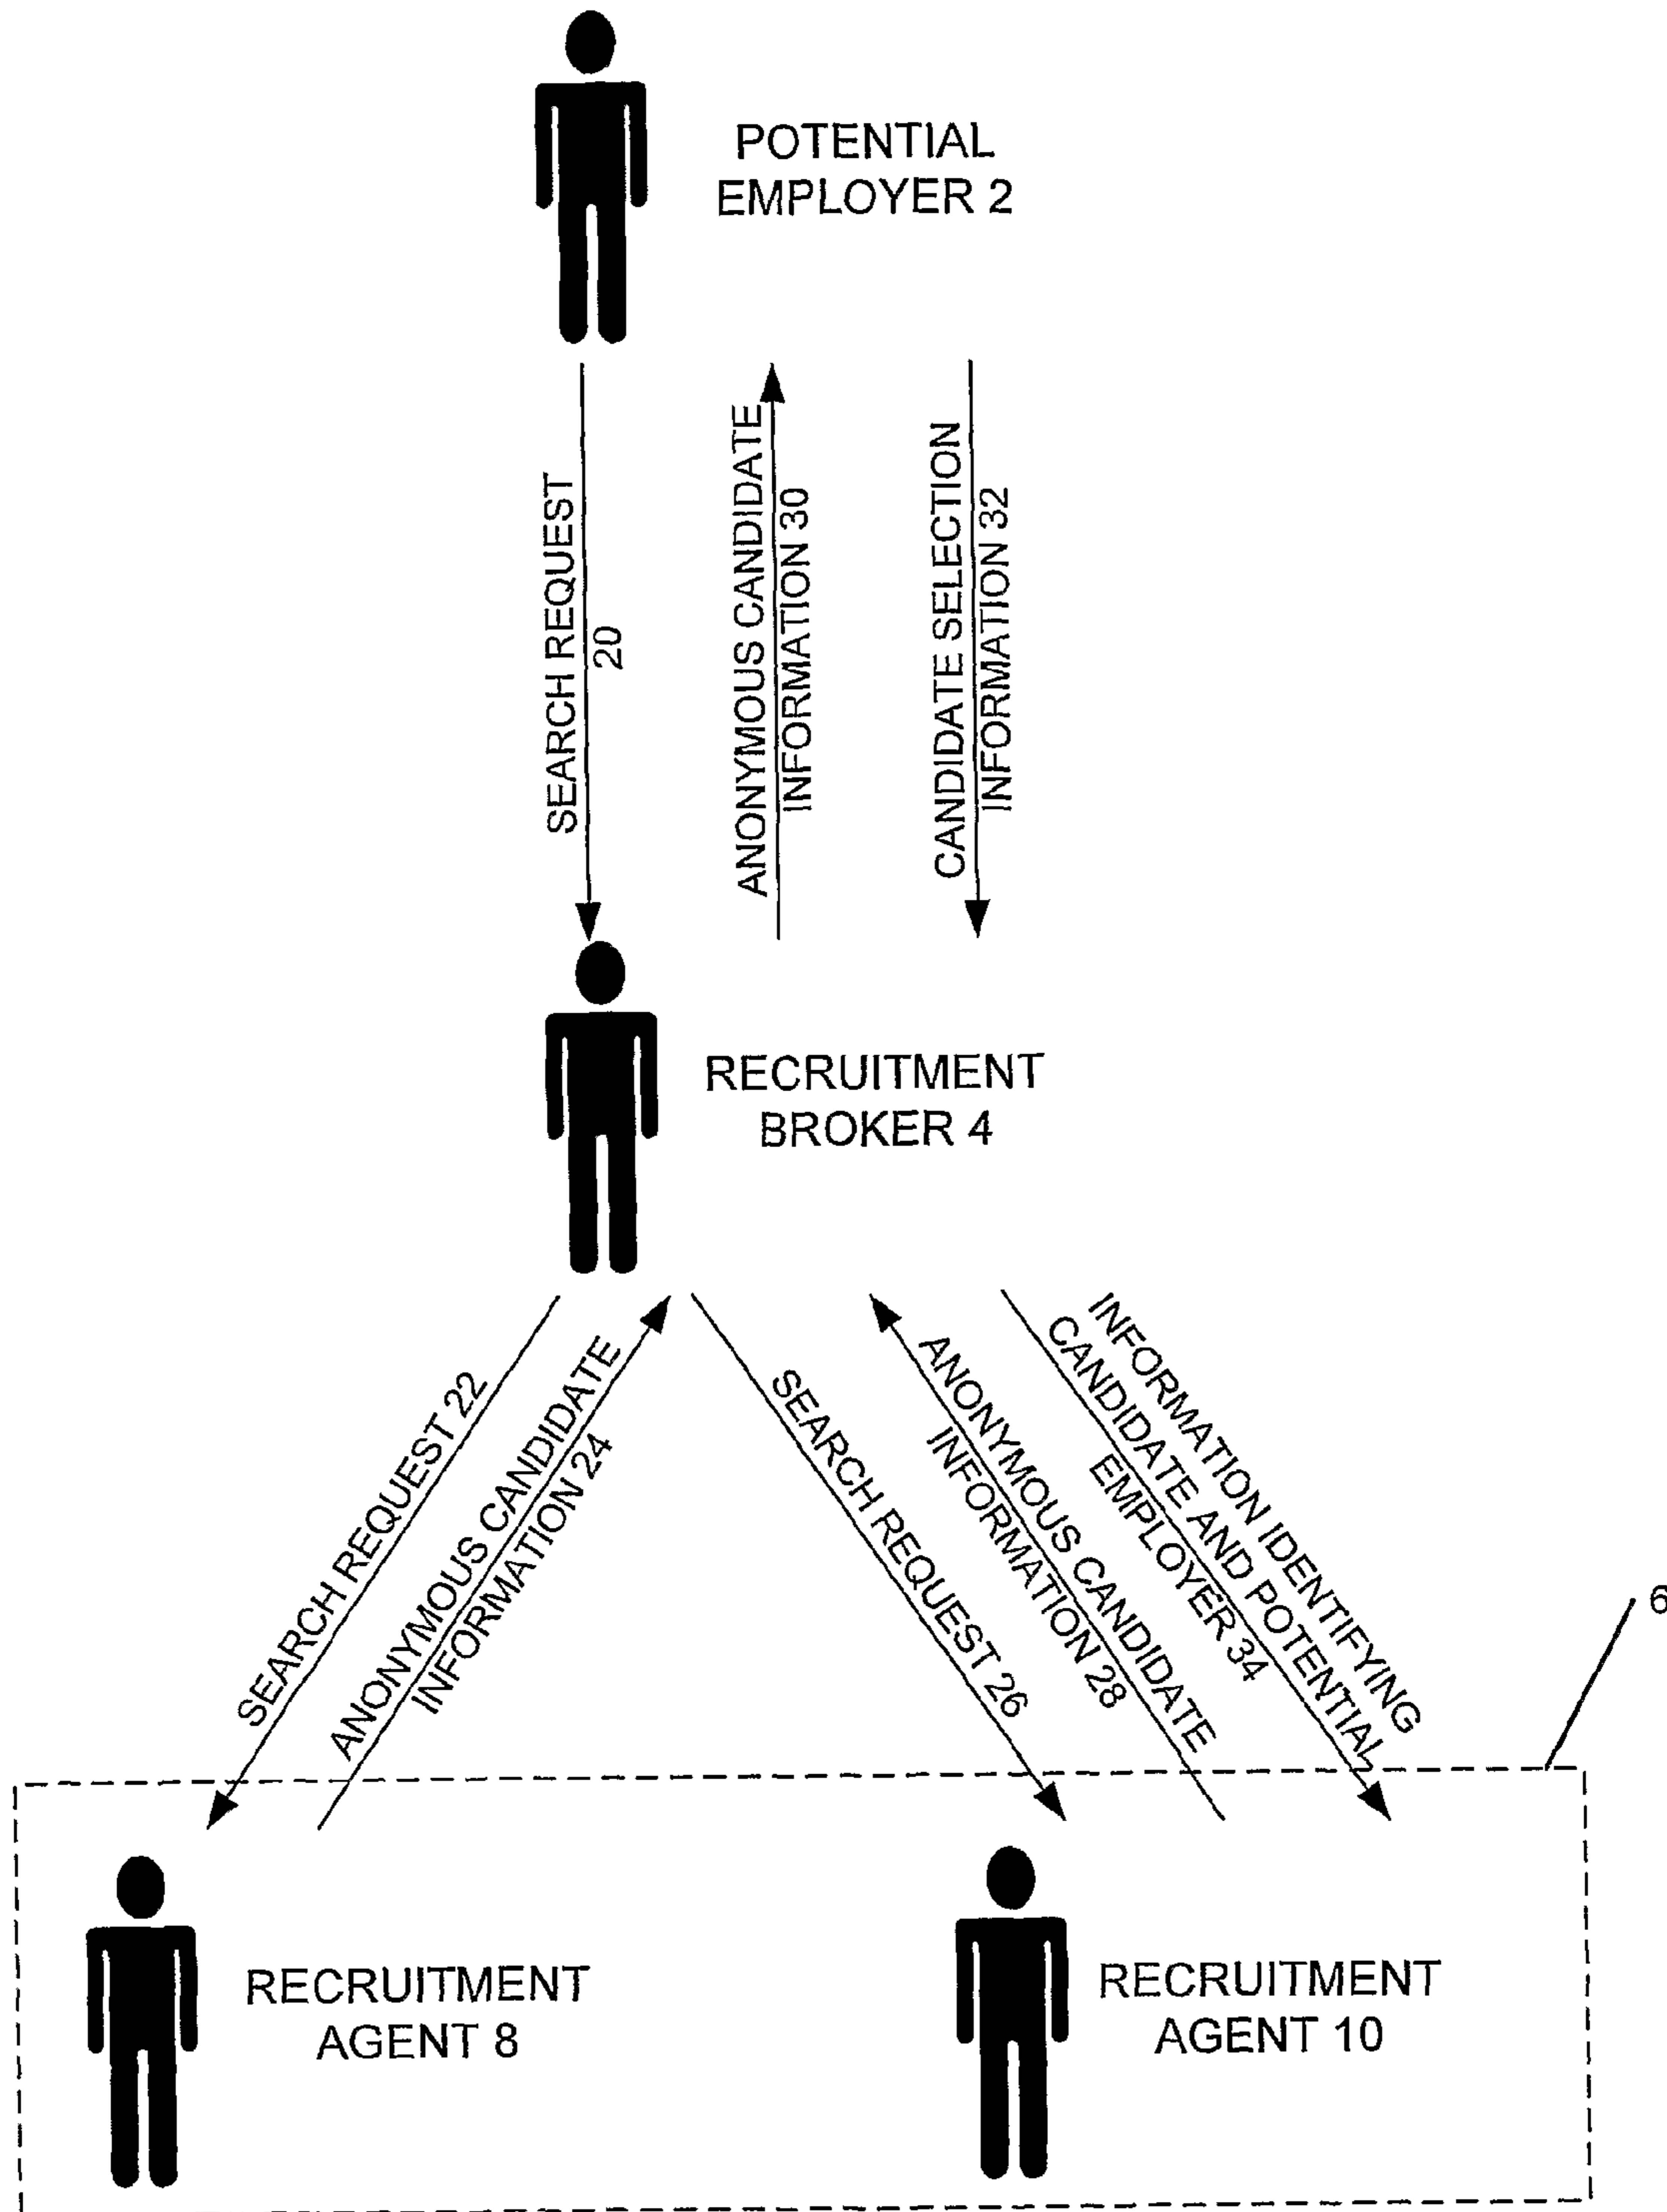 POTENTIAL
EMPLOYER 2
SEARCH REQUEST
20
ANONYMOUS CANDIDATE
INFORMATION 30
CANDIDATE SELECTION
INFORMATION 32
RECRUITMENT
BROKER 4
SEARCH REQUEST 22
ANONYMOUS CANDIDATE
INFORMATION 24
SEARCH REQUEST 26
ANONYMOUS CANDIDATE
INFORMATION 28
INFORMATION IDENTIFYING
CANDIDATE AND POTENTIAL
EMPLOYER 34
6
RECRUITMENT
AGENT 8
RECRUITMENT
AGENT 10